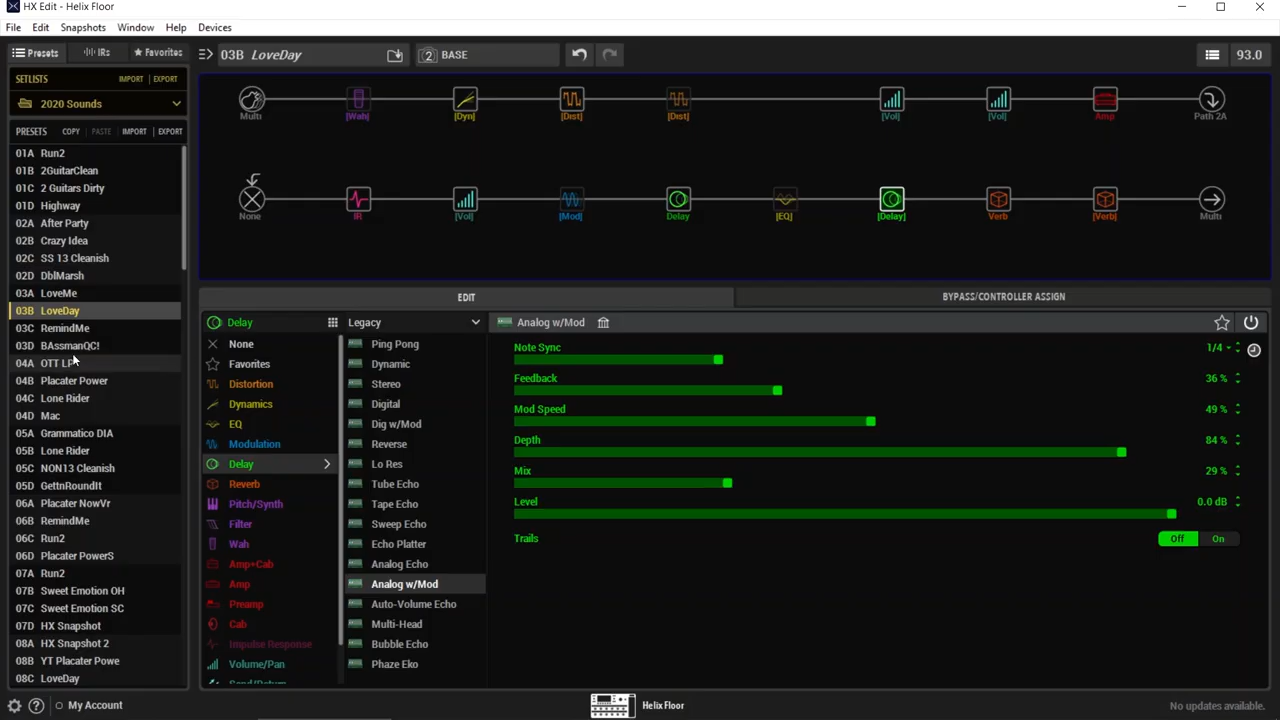 HX Edit - Helix Floor
File Edit Snapshots Window Help Devices
Presets IRs Favorites
03B LoveDay
2 BASE
93.0
SETLISTS IMPORT EXPORT
2020 Sounds
PRESETS COPY PASTE IMPORT EXPORT
01A Run2
01B 2GuitarClean
01C 2 Guitars Dirty
01D Highway
02A After Party
02B Crazy Idea
02C SS 13 Cleanish
02D DblMarsh
03A LoveMe
03B LoveDay
03C RemindMe
03D BAssmanQC!
04A OTT LP
04B Placater Power
04C Lone Rider
04D Mac
05A Grammatico DIA
05B Lone Rider
05C NON13 Cleanish
05D GettnRoundIt
06A Placater NowVr
06B RemindMe
06C Run2
06D Placater PowerS
07A Run2
07B Sweet Emotion OH
07C Sweet Emotion SC
07D HX Snapshot
08A HX Snapshot 2
08B YT Placater Powe
08C LoveDay
Multi [Wah] [Dyn] [Dist] [Dist] [Vol] [Vol] Amp Path 2A
None IR [Vol] [Mod] Delay [EQ] [Delay] Verb [Verb] Multi
EDIT
BYPASS/CONTROLLER ASSIGN
Delay
None
Favorites
Distortion
Dynamics
EQ
Modulation
Delay
Reverb
Pitch/Synth
Filter
Wah
Amp+Cab
Amp
Preamp
Cab
Impulse Response
Volume/Pan
Send/Return
Legacy
Ping Pong
Dynamic
Stereo
Digital
Dig w/Mod
Reverse
Lo Res
Tube Echo
Tape Echo
Sweep Echo
Echo Platter
Analog Echo
Analog w/Mod
Auto-Volume Echo
Multi-Head
Bubble Echo
Phaze Eko
Analog w/Mod
Note Sync 1/4
Feedback 36 %
Mod Speed 49 %
Depth 84 %
Mix 29 %
Level 0.0 dB
Trails Off On
My Account
Helix Floor
No updates available.